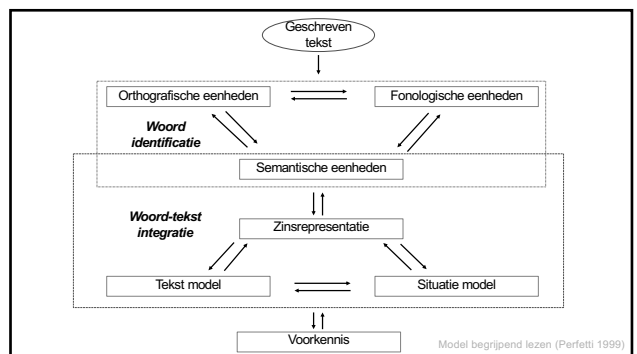 Geschreven
tekst
Orthografische eenheden
Fonologische eenheden
Woord
identificatie
Semantische eenheden
Woord-tekst
integratie
Zinsrepresentatie
Tekst model
Situatie model
Voorkennis
Model begrijpend lezen (Perfetti 1999)